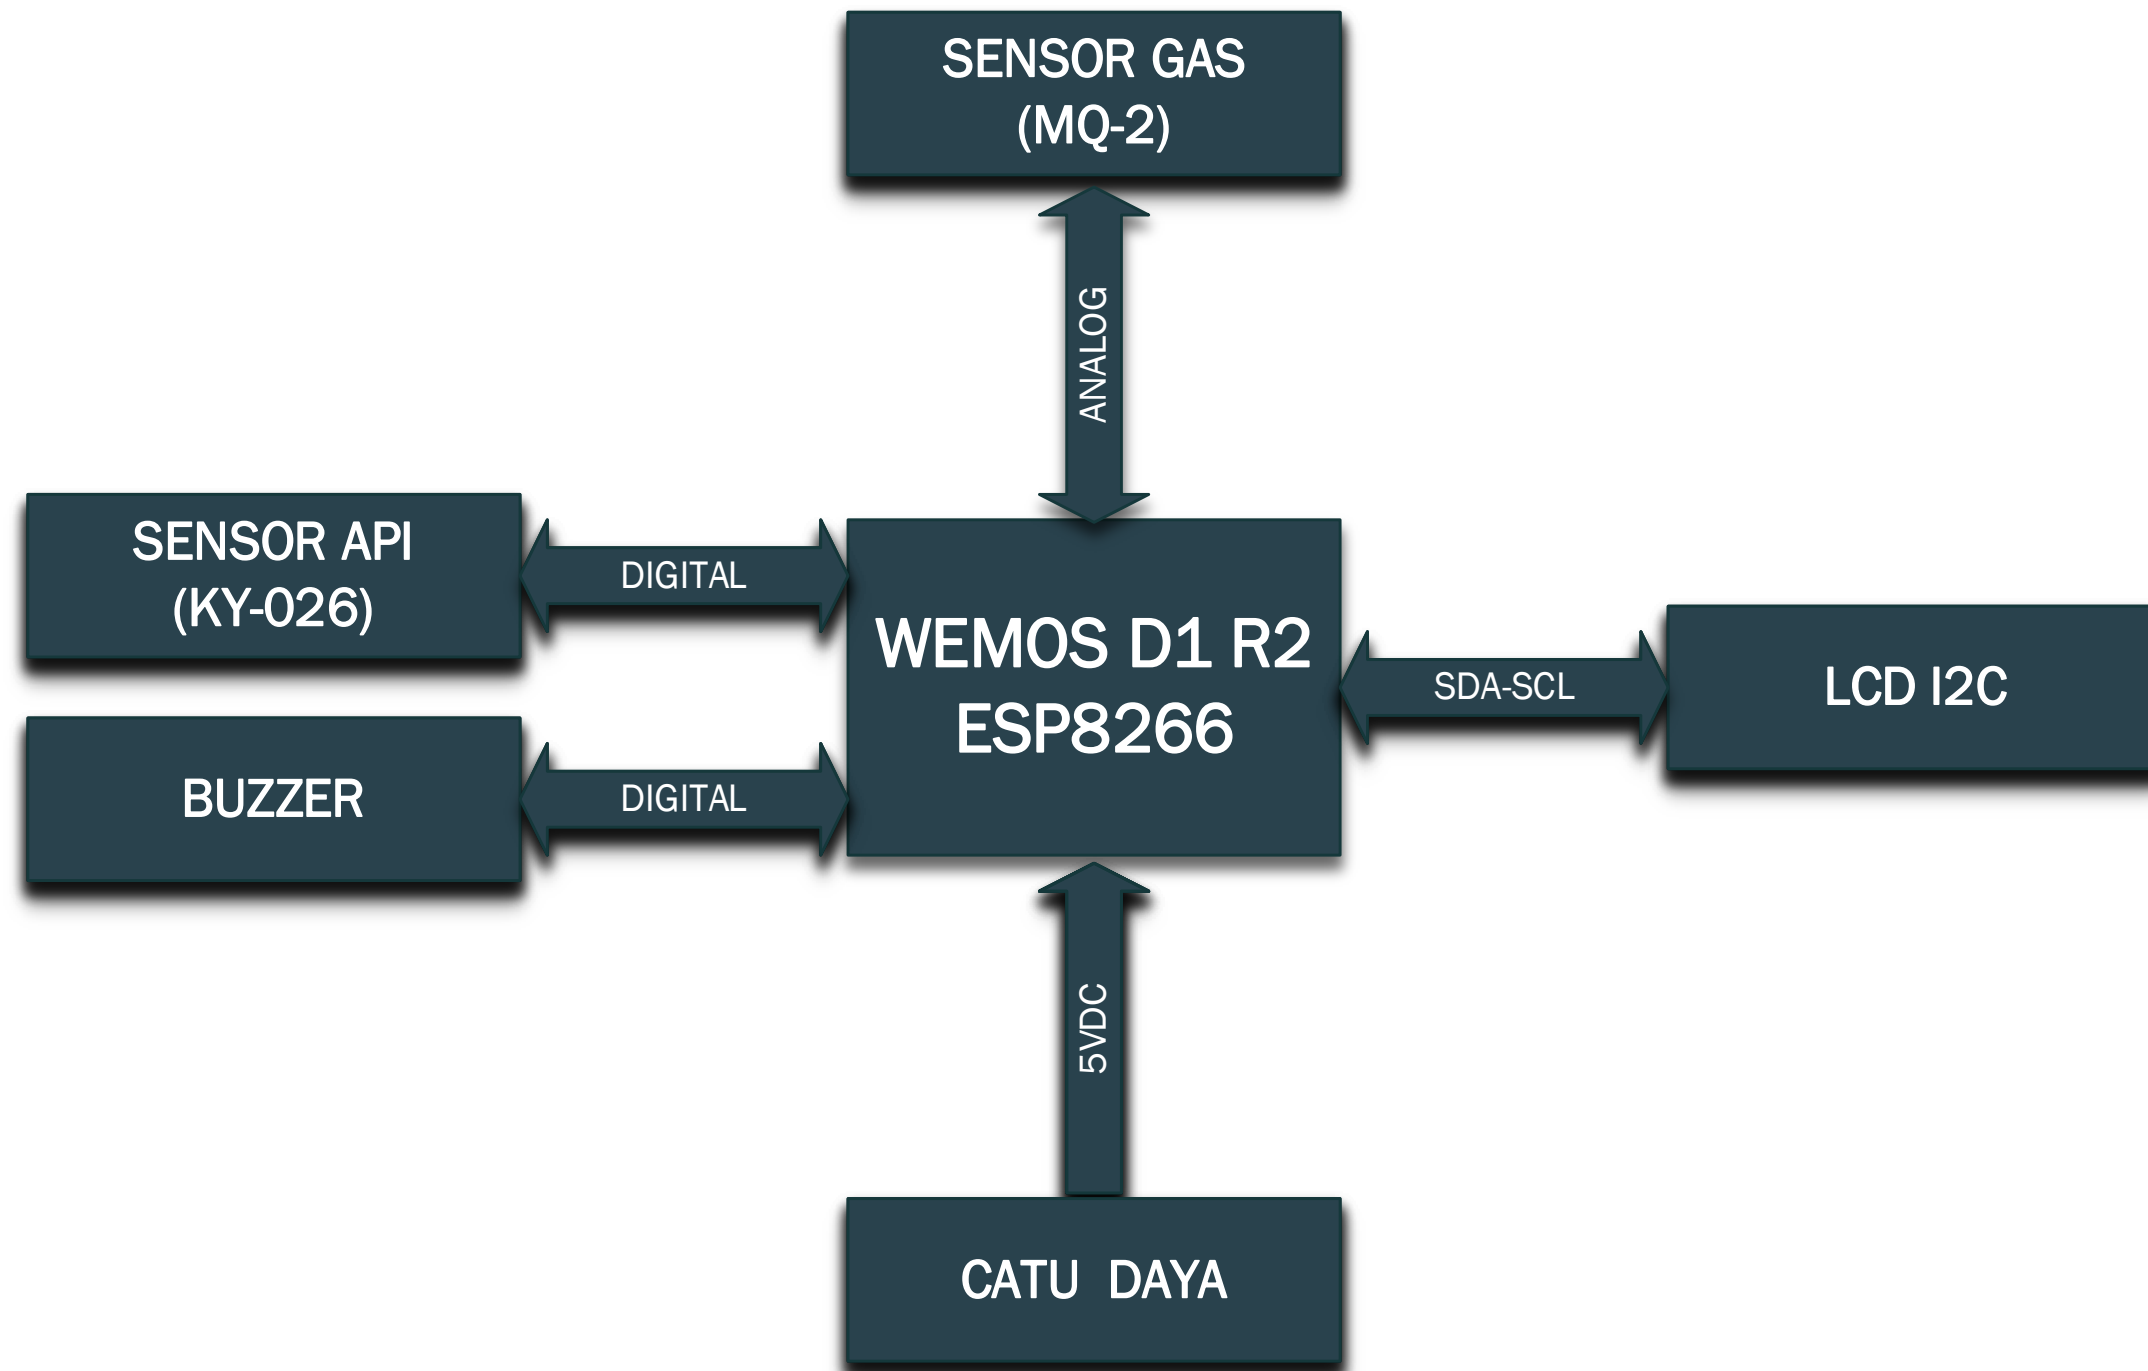 SENSOR GAS
(MQ-2)
ANALOG
SENSOR API
(KY-026)
DIGITAL
WEMOS D1 R2
ESP8266
SDA-SCL
LCD I2C
BUZZER
DIGITAL
5VDC
CATU DAYA